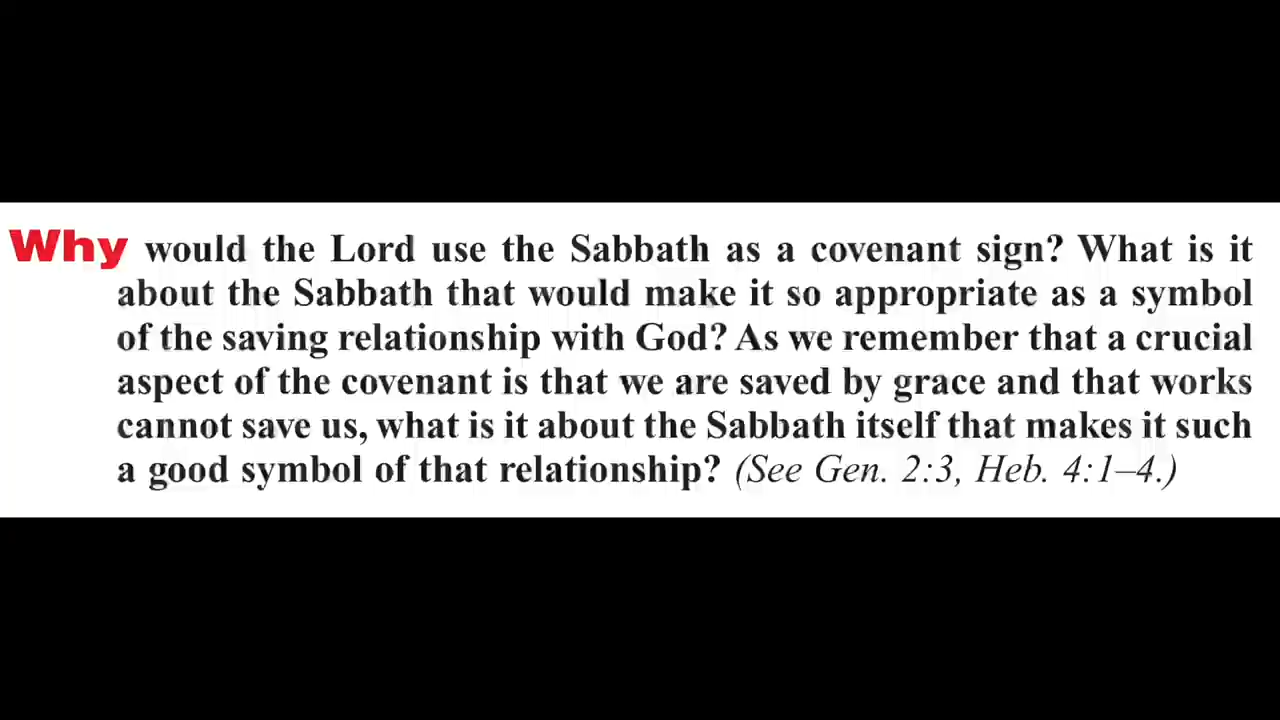 Why would the Lord use the Sabbath as a covenant sign? What is it
about the Sabbath that would make it so appropriate as a symbol
of the saving relationship with God? As we remember that a crucial
aspect of the covenant is that we are saved by grace and that works
cannot save us, what is it about the Sabbath itself that makes it such
a good symbol of that relationship? (See Gen. 2:3, Heb. 4:1–4.)